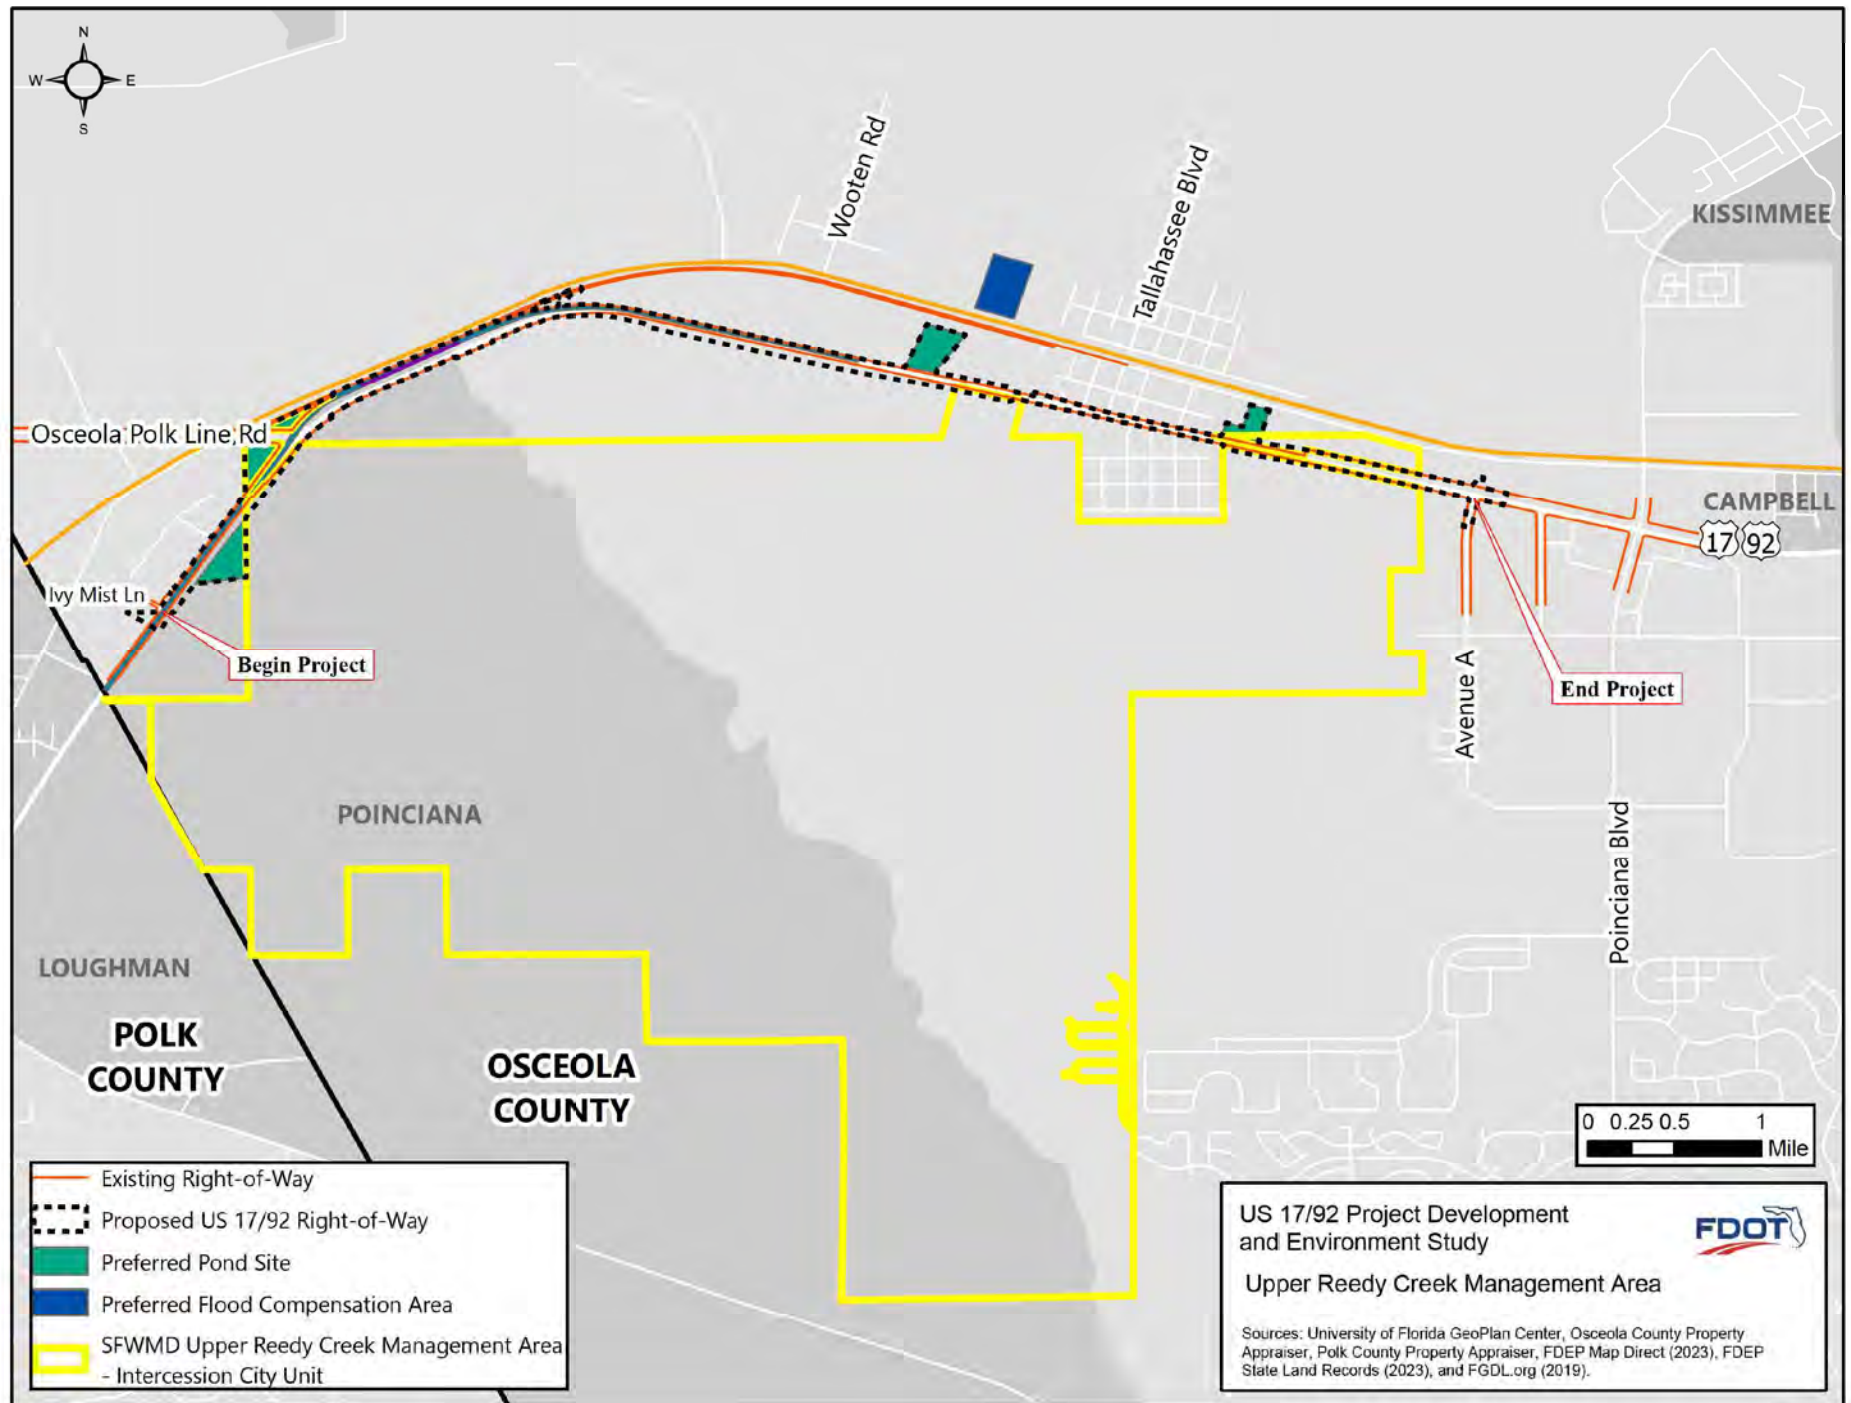 N
W E
S
Wooten Rd
Tallahassee Blvd
KISSIMMEE
Osceola Polk Line Rd
CAMPBELL
17 92
Ivy Mist Ln
Begin Project
End Project
Avenue A
POINCIANA
Poinciana Blvd
LOUGHMAN
POLK
COUNTY
OSCEOLA
COUNTY
0 0.25 0.5 1
Mile
Existing Right-of-Way
Proposed US 17/92 Right-of-Way
Preferred Pond Site
Preferred Flood Compensation Area
SFWMD Upper Reedy Creek Management Area
- Intercession City Unit
US 17/92 Project Development
and Environment Study
FDOT
Upper Reedy Creek Management Area
Sources: University of Florida GeoPlan Center, Osceola County Property
Appraiser, Polk County Property Appraiser, FDEP Map Direct (2023), FDEP
State Land Records (2023), and FGDL.org (2019).